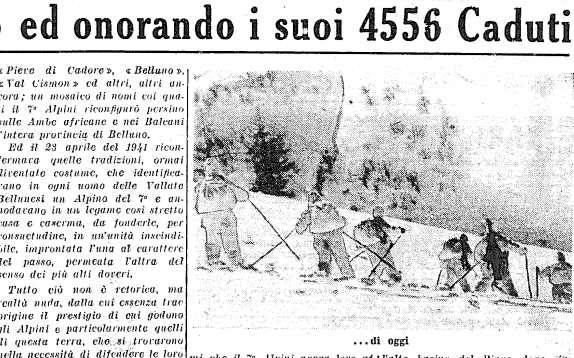 ed onorando i suoi 4556 Caduti
« Pieve di Cadore », « Belluno »,
« Val Cismon » ed altri, altri an-
cora; un mosaico di nomi coi qua-
li il 7° Alpini riconfigurò persino
sulle Ambe africane e nei Balcani
l'intera provincia di Belluno.
Ed il 23 aprile del 1941 ricon-
fermava quelle tradizioni, ormai
diventate costume, che identifica-
vano in ogni uomo delle Vallate
Bellunesi un Alpino del 7° e an-
nodavano in un legame così stretto
casa e caserma, da fonderle, per
consuetudine, in un'unità inscindi-
bile, improntata l'una al carattere
del passo, permeata l'altra del
senso dei più alti doveri.
Tutto ciò non è retorica, ma
realtà nuda, dalla cui essenza trae
origine il prestigio di cui godono
gli Alpini e particolarmente quelli
di questa terra, che si trovarono
nella necessità di difendere le loro
...di oggi
che il 7° Alpini